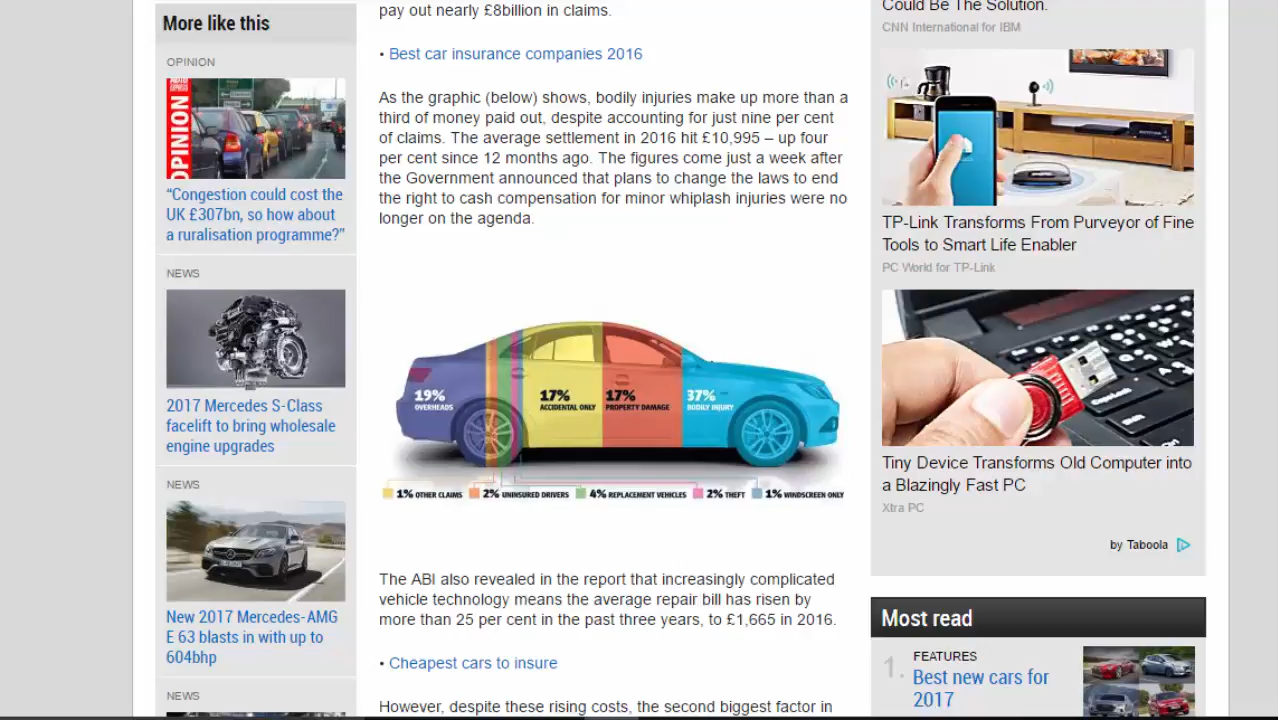 More like this
OPINION
OPINION
“Congestion could cost the
UK £307bn, so how about
a ruralisation programme?”
NEWS
2017 Mercedes S-Class
facelift to bring wholesale
engine upgrades
NEWS
New 2017 Mercedes-AMG
E 63 blasts in with up to
604bhp
NEWS
pay out nearly £8billion in claims.
• Best car insurance companies 2016
As the graphic (below) shows, bodily injuries make up more than a
third of money paid out, despite accounting for just nine per cent
of claims. The average settlement in 2016 hit £10,995 – up four
per cent since 12 months ago. The figures come just a week after
the Government announced that plans to change the laws to end
the right to cash compensation for minor whiplash injuries were no
longer on the agenda.
19%
OVERHEADS
17%
ACCIDENTAL ONLY
17%
PROPERTY DAMAGE
37%
BODILY INJURY
1% OTHER CLAIMS 2% UNINSURED DRIVERS 4% REPLACEMENT VEHICLES 2% THEFT 1% WINDSCREEN ONLY
The ABI also revealed in the report that increasingly complicated
vehicle technology means the average repair bill has risen by
more than 25 per cent in the past three years, to £1,665 in 2016.
• Cheapest cars to insure
However, despite these rising costs, the second biggest factor in
Could Be The Solution.
CNN International for IBM
TP-Link Transforms From Purveyor of Fine
Tools to Smart Life Enabler
PC World for TP-Link
Tiny Device Transforms Old Computer into
a Blazingly Fast PC
Xtra PC
by Taboola
Most read
1. FEATURES
Best new cars for
2017